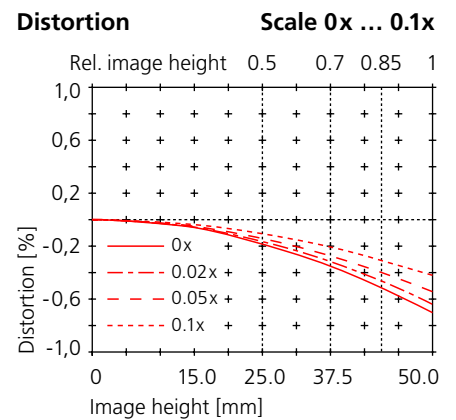 Distortion Scale 0x … 0.1x
Rel. image height 0.5 0.7 0.85 1
1,0
0,6
0,2
-0,2
-0,6
-1,0
Distortion [%]
0x
0.02x
0.05x
0.1x
0 15.0 25.0 37.5 50.0
Image height [mm]